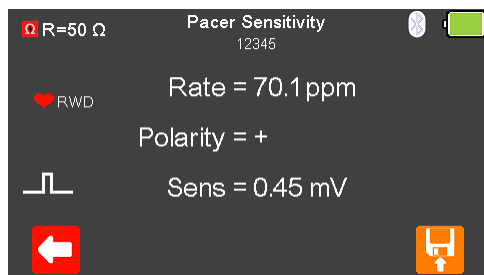 Ω R=50 Ω
Pacer Sensitivity
12345
Rate = 70.1 ppm
RWD
Polarity = +
Sens = 0.45 mV